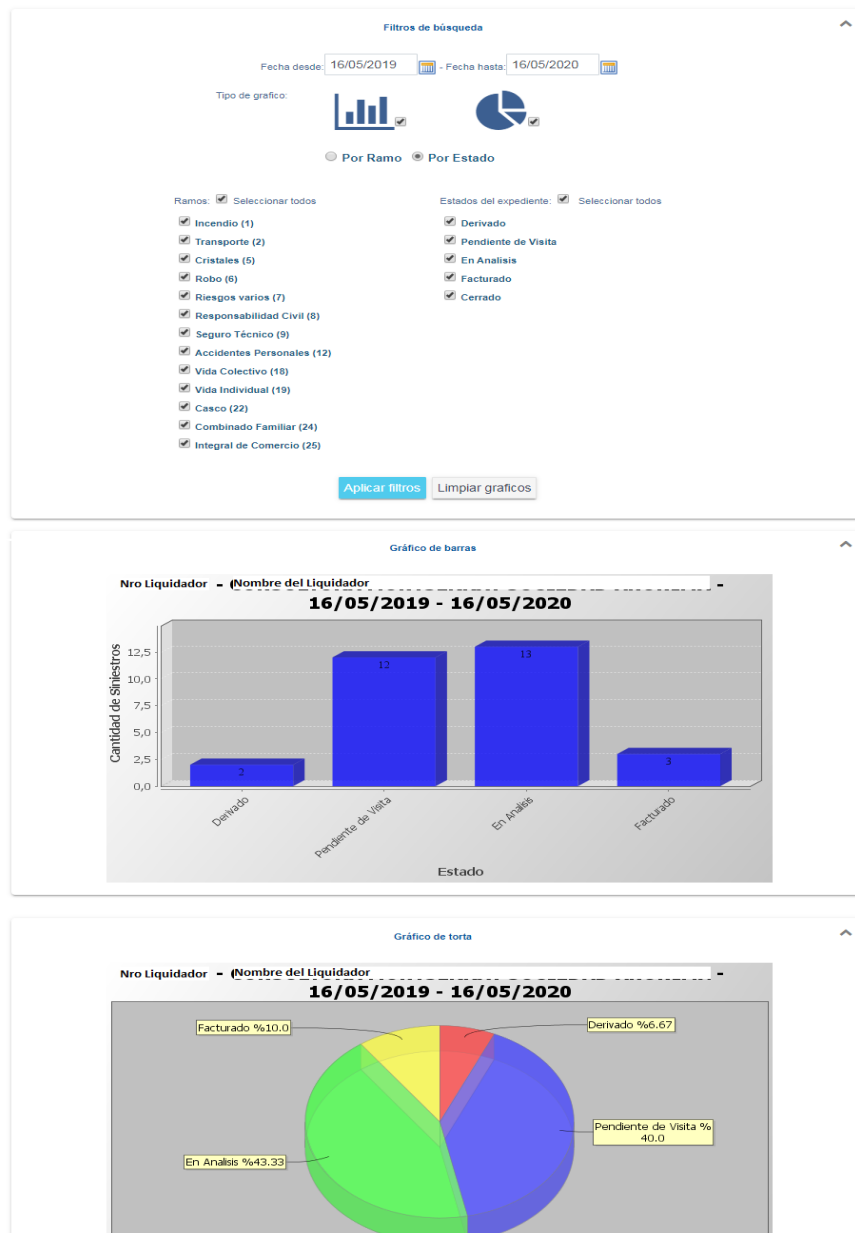 Filtros de búsqueda
Fecha desde: 16/05/2019 - Fecha hasta: 16/05/2020
Tipo de grafico:
Por Ramo Por Estado
Ramos: Seleccionar todos
Incendio (1)
Transporte (2)
Cristales (5)
Robo (6)
Riesgos varios (7)
Responsabilidad Civil (8)
Seguro Técnico (9)
Accidentes Personales (12)
Vida Colectivo (18)
Vida Individual (19)
Casco (22)
Combinado Familiar (24)
Integral de Comercio (25)
Estados del expediente: Seleccionar todos
Derivado
Pendiente de Visita
En Analisis
Facturado
Cerrado
Aplicar filtros Limpiar graficos
Gráfico de barras
Nro Liquidador - (Nombre del Liquidador -
16/05/2019 - 16/05/2020
Cantidad de Siniestros
12,5
10,0
7,5
5,0
2,5
0,0
2
12
13
3
Derivado
Pendiente de Visita
En Analisis
Facturado
Estado
Gráfico de torta
Nro Liquidador - (Nombre del Liquidador -
16/05/2019 - 16/05/2020
Facturado %10.0
Derivado %6.67
Pendiente de Visita %
40.0
En Analisis %43.33